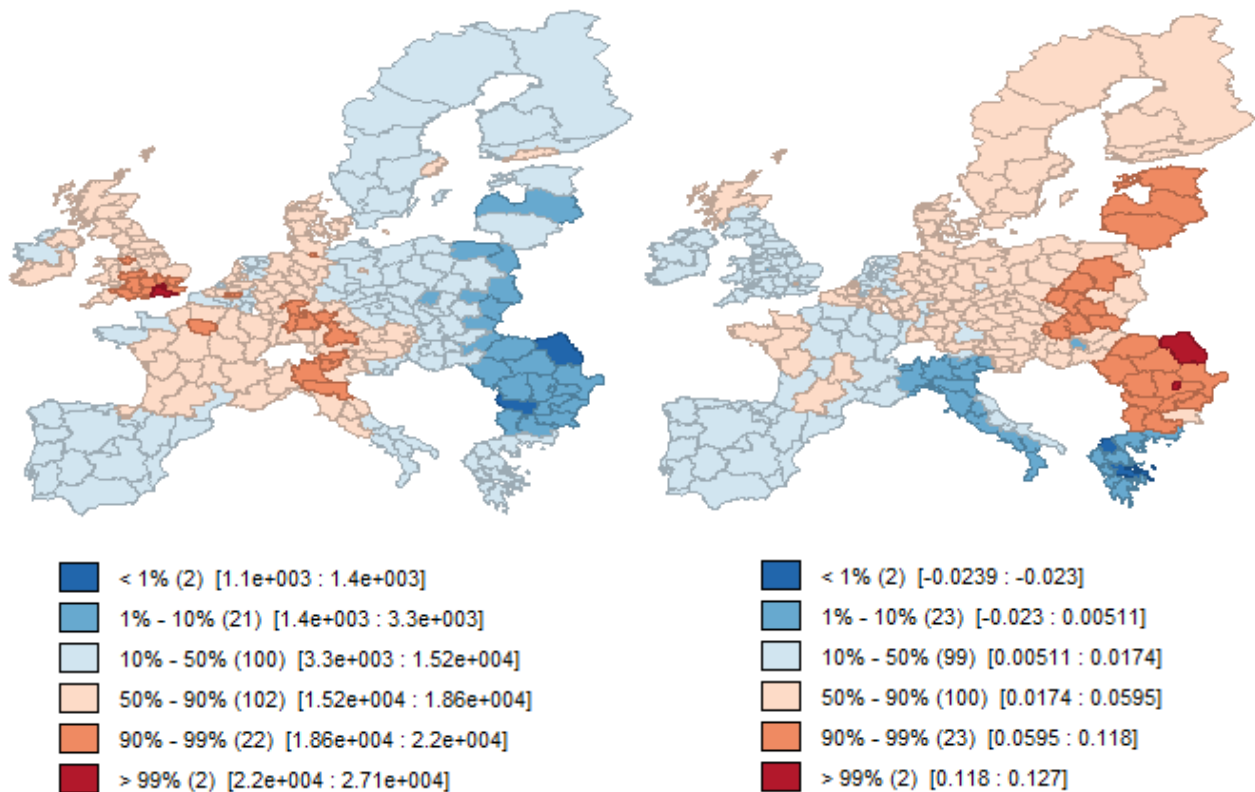 < 1% (2) [1.1e+003 : 1.4e+003]
1% - 10% (21) [1.4e+003 : 3.3e+003]
10% - 50% (100) [3.3e+003 : 1.52e+004]
50% - 90% (102) [1.52e+004 : 1.86e+004]
90% - 99% (22) [1.86e+004 : 2.2e+004]
> 99% (2) [2.2e+004 : 2.71e+004]
< 1% (2) [-0.0239 : -0.023]
1% - 10% (23) [-0.023 : 0.00511]
10% - 50% (99) [0.00511 : 0.0174]
50% - 90% (100) [0.0174 : 0.0595]
90% - 99% (23) [0.0595 : 0.118]
> 99% (2) [0.118 : 0.127]